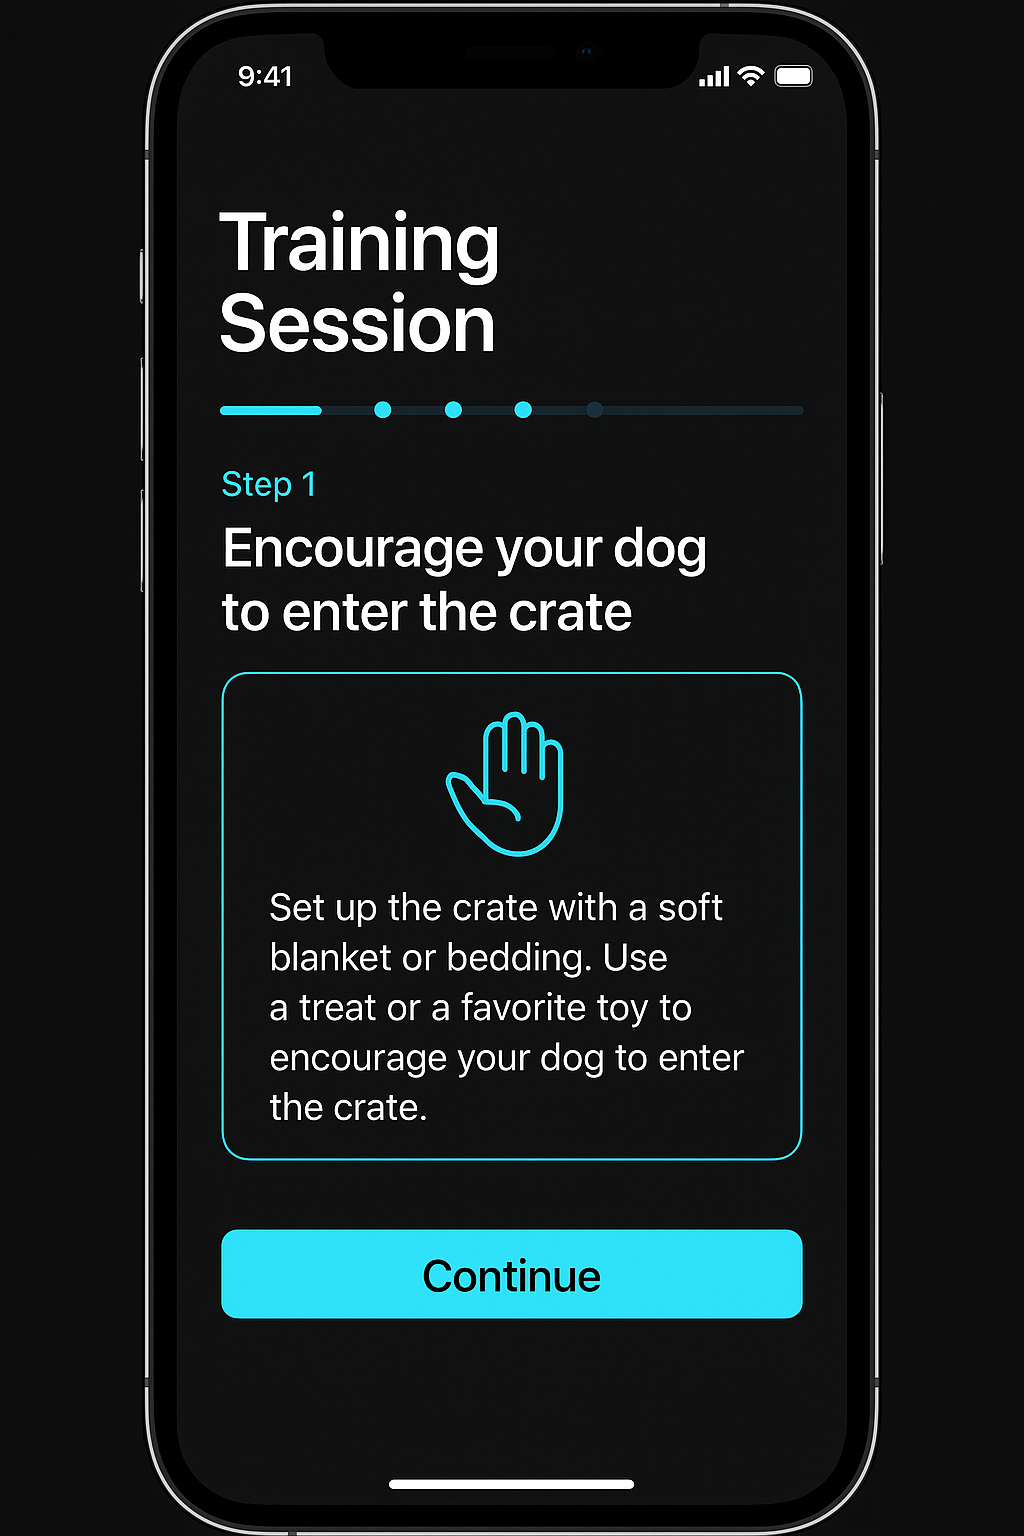 9:41
Training
Session
Step 1
Encourage your dog
to enter the crate
Set up the crate with a soft
blanket or bedding. Use
a treat or a favorite toy to
encourage your dog to enter
the crate.
Continue